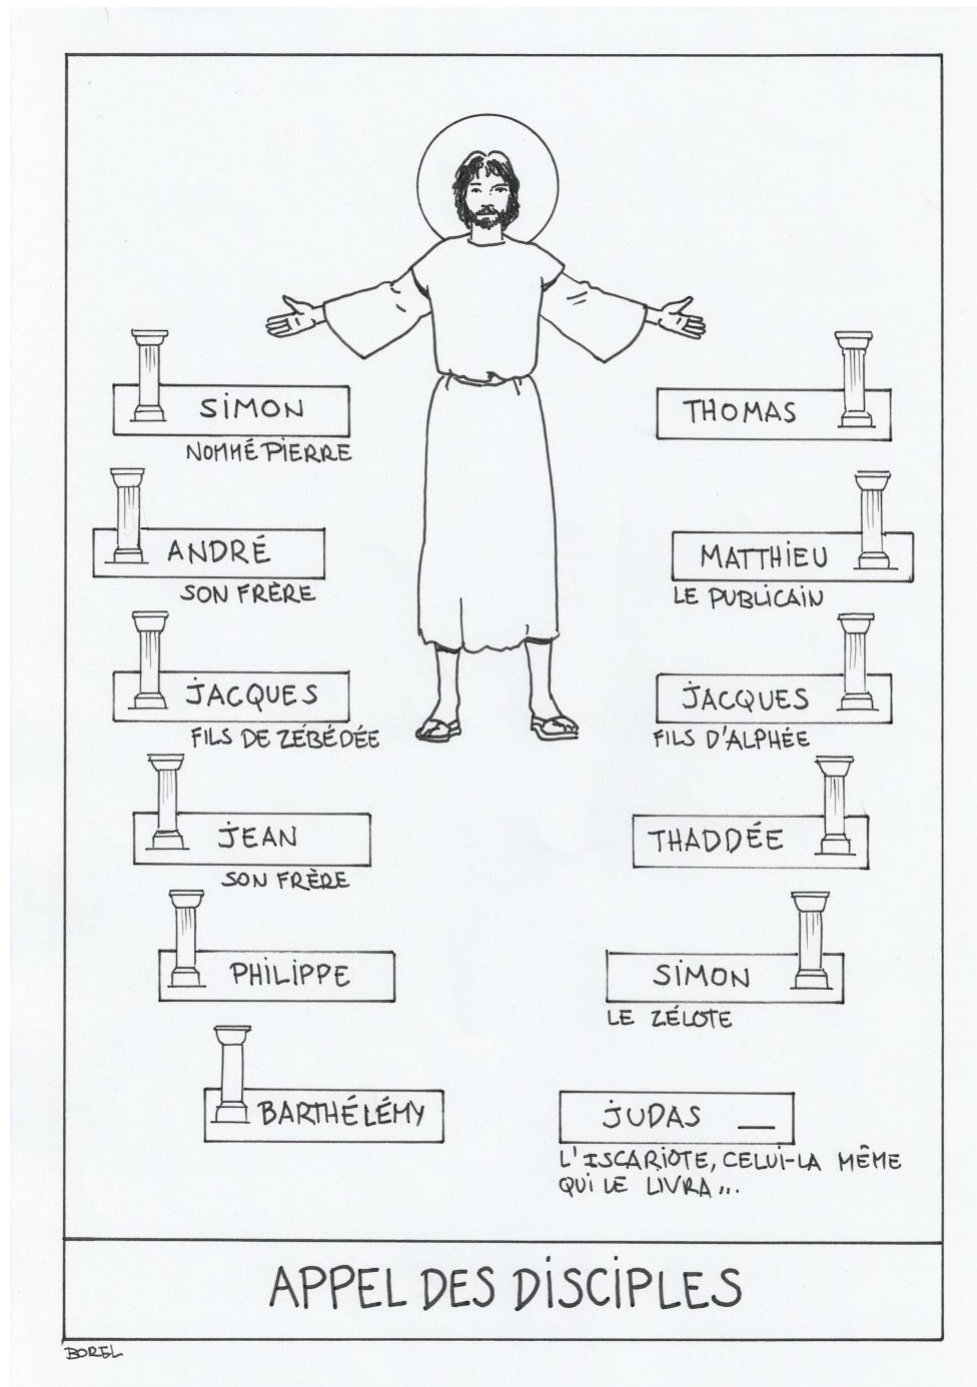 SIMON
NOMMÉ PIERRE
ANDRÉ
SON FRÈRE
JACQUES
FILS DE ZÉBÉDÉE
JEAN
SON FRÈRE
PHILIPPE
BARTHÉLÉMY
THOMAS
MATTHIEU
LE PUBLICAIN
JACQUES
FILS D'ALPHÉE
THADDÉE
SIMON
LE ZÉLOTE
JUDAS _
L'ISCARIOTE, CELUI-LA MÊME
QUI LE LIVRA...
APPEL DES DISCIPLES
BOREL